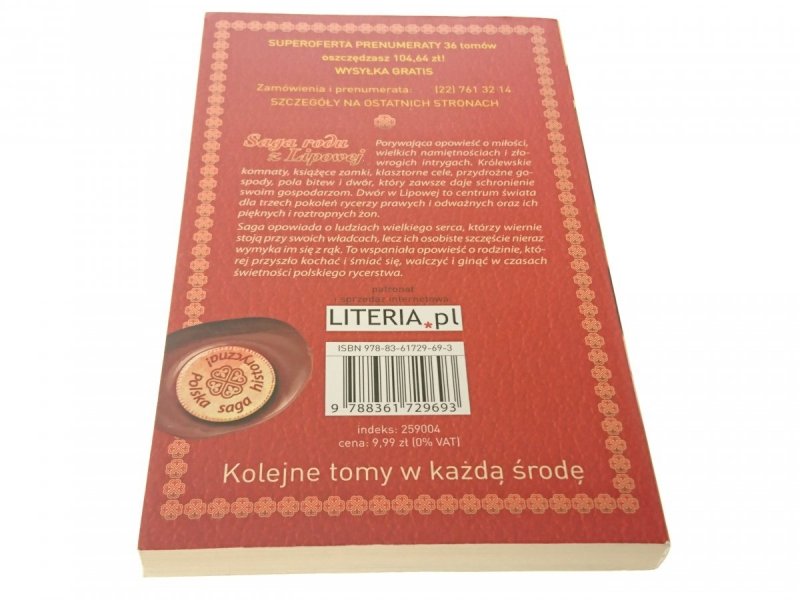 SUPEROFERTA PRENUMERATY 36 tomów
oszczędzasz 104,64 zł!
WYSYŁKA GRATIS
Zamówienia i prenumerata: (22) 761 32 14
SZCZEGÓŁY NA OSTATNICH STRONACH
Saga rodu
z Lipowej
Porywająca opowieść o miłości,
wielkich namiętnościach i zło-
wrogich intrygach. Królewskie
komnaty, książęce zamki, klasztorne cele, przydrożne go-
spody, pola bitew i dwór, który zawsze daje schronienie
swoim gospodarzom. Dwór w Lipowej to centrum świata
dla trzech pokoleń rycerzy prawych i odważnych oraz ich
pięknych i roztropnych żon.
Saga opowiada o ludziach wielkiego serca, którzy wiernie
stoją przy swoich władcach, lecz ich osobiste szczęście nieraz
wymyka im się z rąk. To wspaniała opowieść o rodzinie, któ-
rej przyszło kochać i śmiać się, walczyć i ginąć w czasach
świetności polskiego rycerstwa.
patronat
i sprzedaż internetowa
LITERIA*pl
ISBN 978-83-61729-69-3
9 788361 729693
indeks: 259004
cena: 9,99 zł (0% VAT)
Polska saga historyczna!
Kolejne tomy w każdą środę